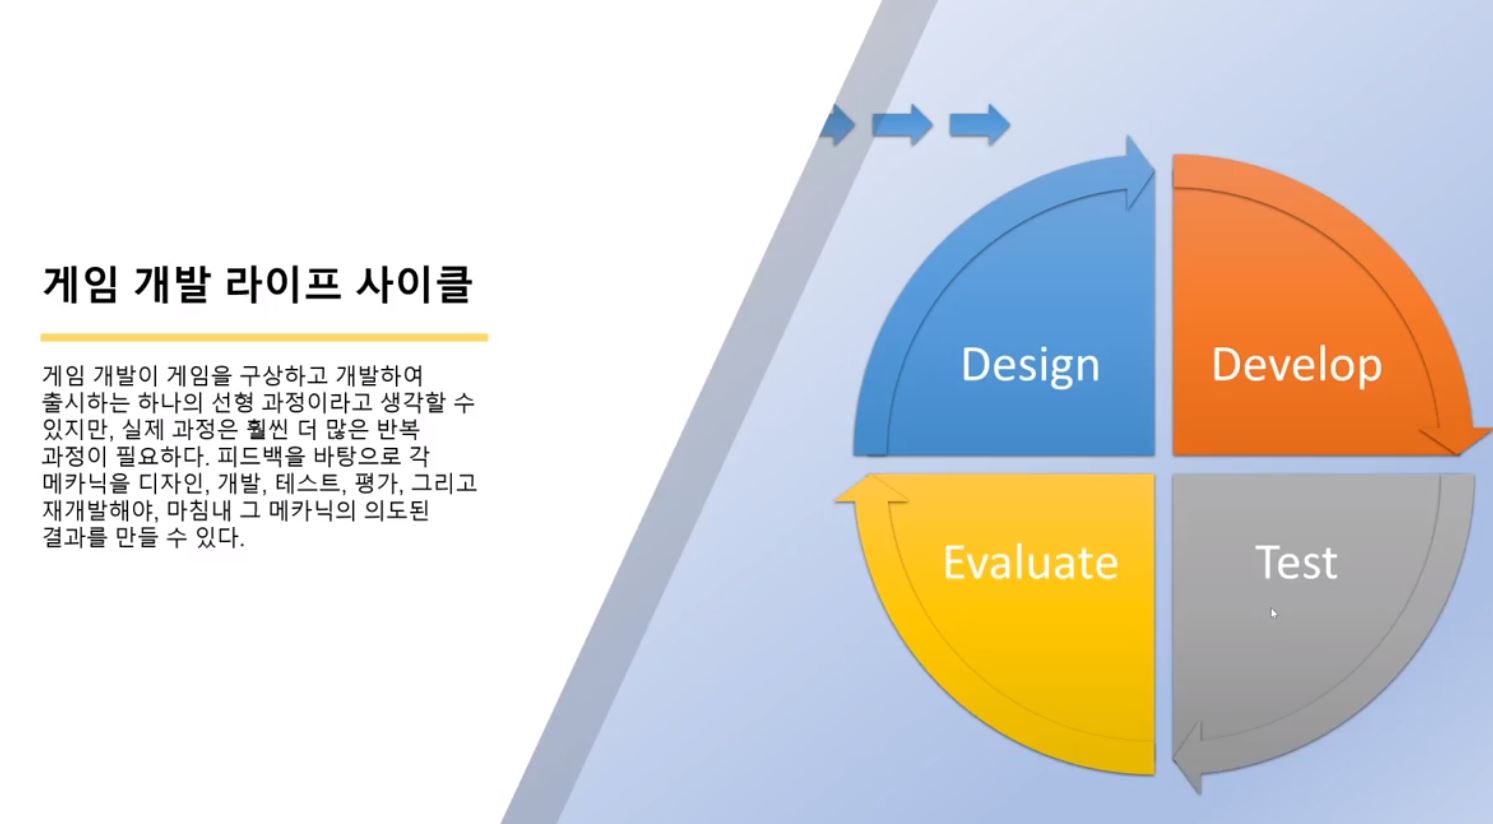 게임 개발 라이프 사이클
게임 개발이 게임을 구상하고 개발하여
출시하는 하나의 선형 과정이라고 생각할 수
있지만, 실제 과정은 훨씬 더 많은 반복
과정이 필요하다. 피드백을 바탕으로 각
메카닉을 디자인, 개발, 테스트, 평가, 그리고
재개발해야, 마침내 그 메카닉의 의도된
결과를 만들 수 있다.
Design
Develop
Evaluate
Test